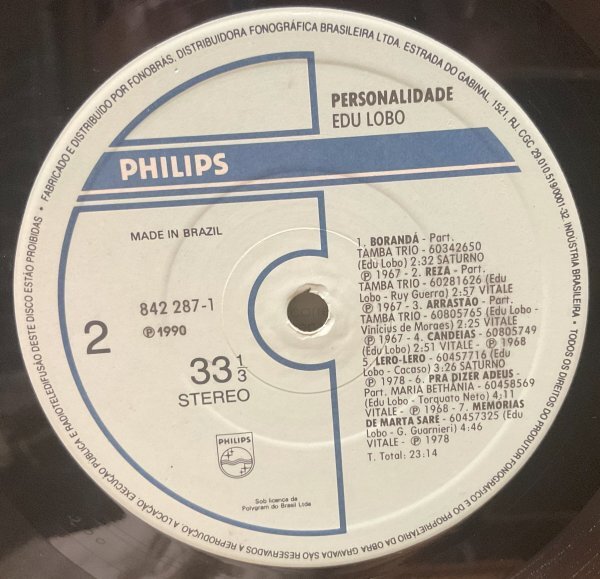 FABRICADO E DISTRIBUÍDO POR FONOBRÁS. DISTRIBUIDORA FONOGRÁFICA BRASILEIRA LTDA. ESTRADA DO GABINAL, 1521, RJ, CGC 29.010.519/0001-32. INDÚSTRIA BRASILEIRA. • TODOS OS DIREITOS DO PRODUTOR FONOGRÁFICO E DO PROPRIETÁRIO DA OBRA GRAVADA SÃO RESERVADOS A REPRODUÇÃO, A LOCAÇÃO, EXECUÇÃO PÚBLICA E RADIOTELEDIFUSÃO DESTE DISCO ESTÃO PROIBIDAS •
PERSONALIDADE
EDU LOBO
PHILIPS
MADE IN BRAZIL
842 287-1
℗ 1990
2
33 1/3
STEREO
PHILIPS
Sob licença da
Polygram do Brasil Ltda
1. BORANDÁ - Part.
TAMBA TRIO - 60342650
(Edu Lobo) 2:32 SATURNO
℗ 1967 - 2. REZA - Part.
TAMBA TRIO - 60281626 (Edu
Lobo - Ruy Guerra) 2:57 VITALE
℗ 1967 - 3. ARRASTÃO - Part.
TAMBA TRIO - 60805765 (Edu Lobo -
Vinícius de Moraes) 2:25 VITALE
℗ 1967 - 4. CANDEIAS - 60805749
(Edu Lobo) 2:51 VITALE - ℗ 1968
5. LERO-LERO - 60457716 (Edu
Lobo - Cacaso) 3:26 SATURNO
℗ 1978 - 6. PRA DIZER ADEUS -
Part. MARIA BETHÂNIA - 60458569
(Edu Lobo - Torquato Neto) 4:11
VITALE - ℗ 1968 - 7. MEMÓRIAS
DE MARTA SARÉ - 60457325 (Edu
Lobo - G. Guarnieri) 4:46
VITALE - ℗ 1978
T. Total: 23:14